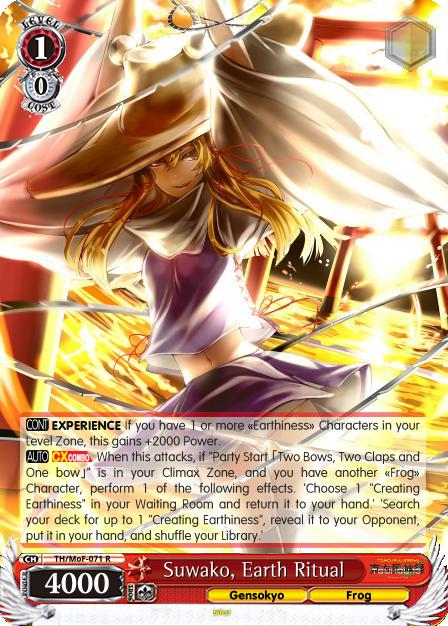 LEVEL
1
0
COST
CONT EXPERIENCE If you have 1 or more «Earthiness» Characters in your
Level Zone, this gains +2000 Power.
AUTO CXCOMBO When this attacks, if "Party Start「Two Bows, Two Claps and
One bow」" is in your Climax Zone, and you have another «Frog»
Character, perform 1 of the following effects. 'Choose 1 "Creating
Earthiness" in your Waiting Room and return it to your hand.' 'Search
your deck for up to 1 "Creating Earthiness", reveal it to your Opponent,
put it in your hand, and shuffle your Library.'
CH TH/MoF-071 R
POWER 4000 SOUL Suwako, Earth Ritual
Gensokyo Frog